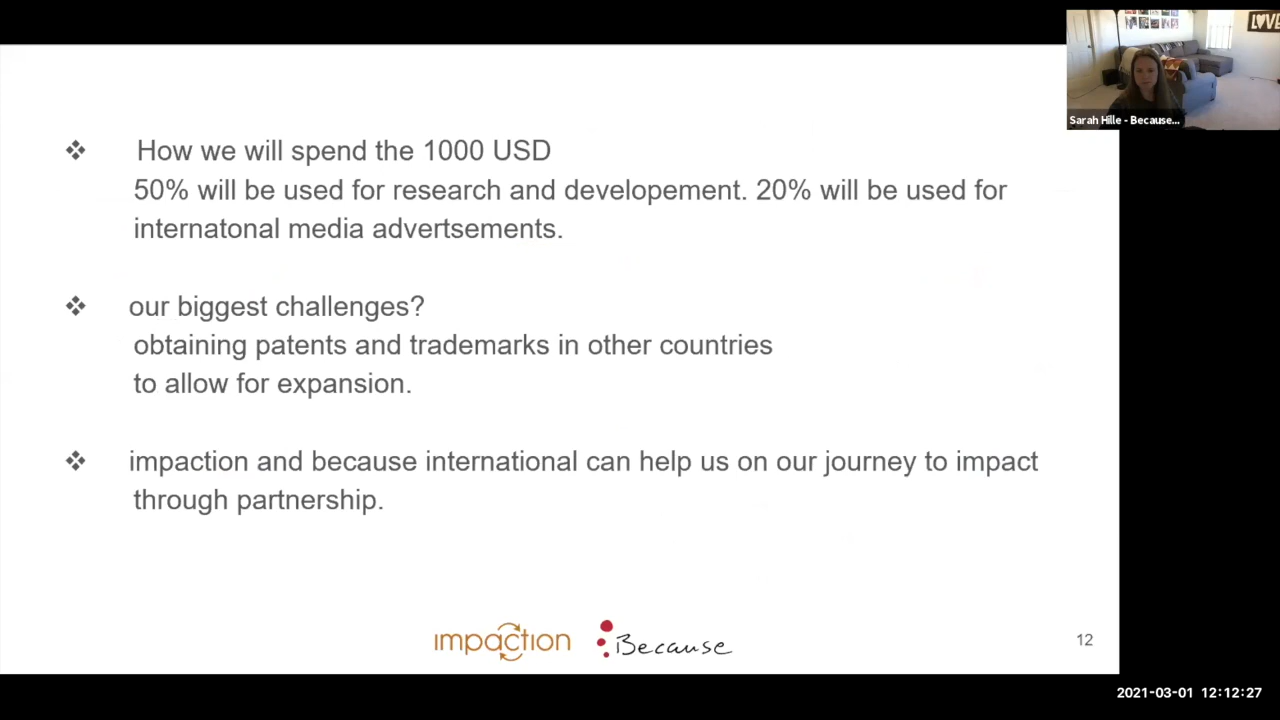 LOVE
Sarah Hille - Because...
❖ How we will spend the 1000 USD
50% will be used for research and developement. 20% will be used for
internatonal media advertsements.
❖ our biggest challenges?
obtaining patents and trademarks in other countries
to allow for expansion.
❖ impaction and because international can help us on our journey to impact
through partnership.
impaction Because
12
2021-03-01 12:12:27